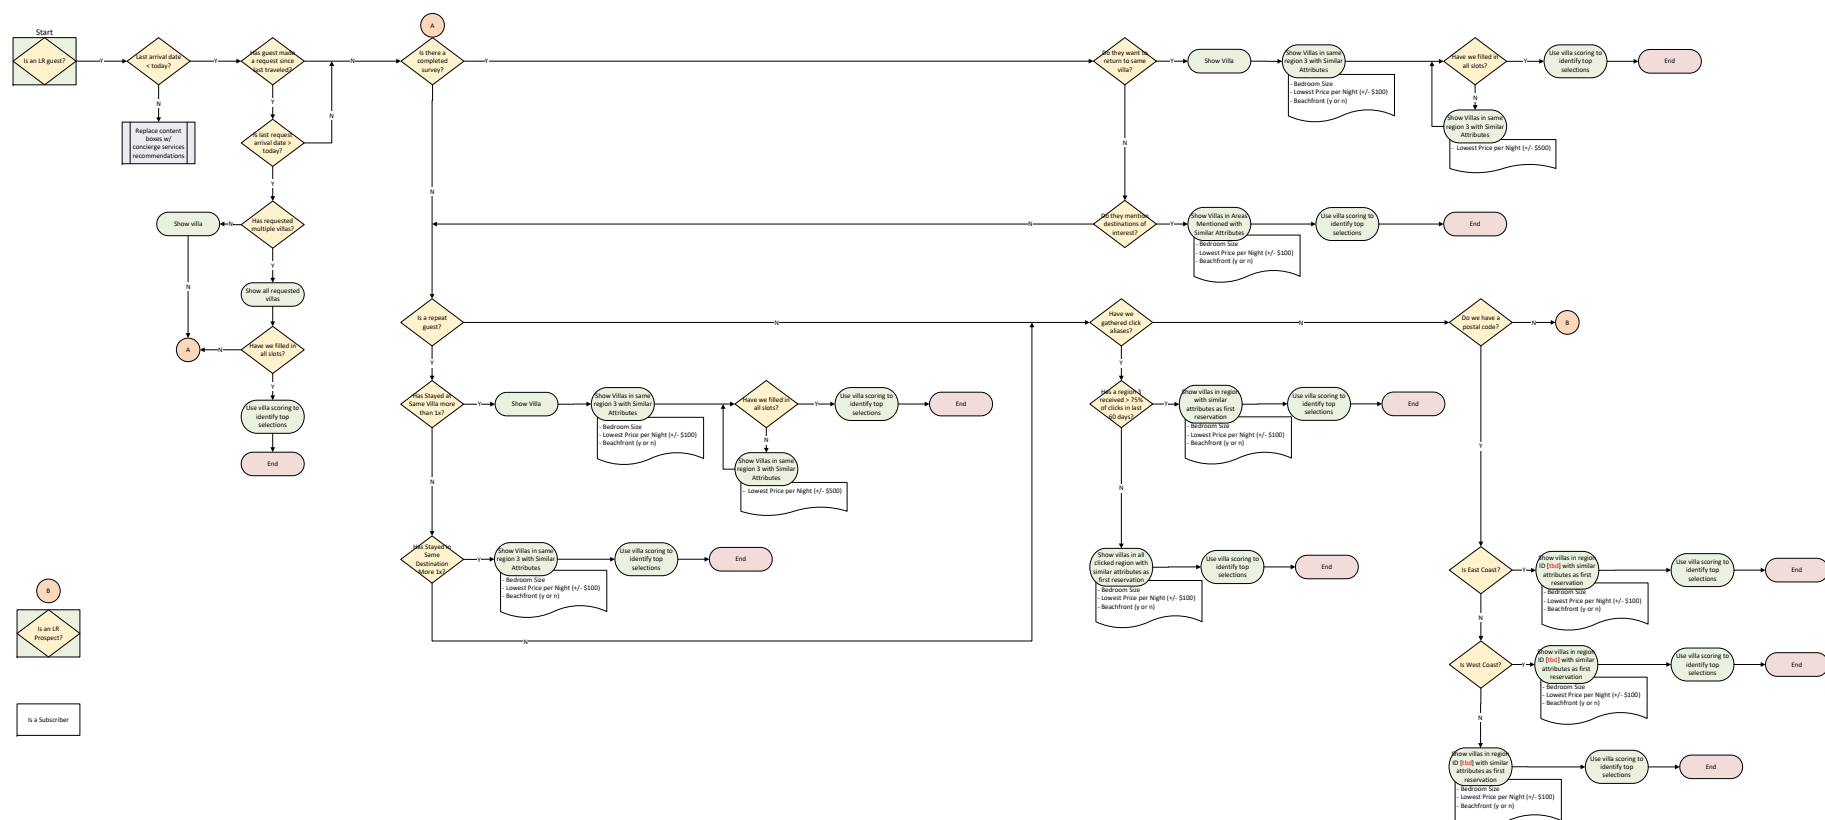 Start
Is an LR guest?
Y
Last arrival date
< today?
Y
N
Replace content
boxes w/
concierge services
recommendations
Has guest made
a request since
last traveled?
N
Y
Is last request
arrival date >
today?
N
Y
Has requested
multiple villas?
N
Show villa
N
Y
Show all requested
villas
Have we filled in
all slots?
N
A
Y
Use villa scoring to
identify top
selections
End
A
Is there a
completed
survey?
Y
N
Do they want to
return to same
villa?
Y
Show Villa
Show Villas in same
region 3 with Similar
Attributes
- Bedroom Size
- Lowest Price per Night (+/- $100)
- Beachfront (y or n)
Have we filled in
all slots?
Y
Use villa scoring to
identify top
selections
End
N
Show Villas in same
region 3 with Similar
Attributes
- Lowest Price per Night (+/- $500)
N
Do they mention
destinations of
interest?
N
Y
Show Villas in Areas
Mentioned with
Similar Attributes
- Bedroom Size
- Lowest Price per Night (+/- $100)
- Beachfront (y or n)
Use villa scoring to
identify top
selections
End
Is a repeat
guest?
N
Y
Has Stayed at
Same Villa more
than 1x?
Y
Show Villa
Show Villas in same
region 3 with Similar
Attributes
- Bedroom Size
- Lowest Price per Night (+/- $100)
- Beachfront (y or n)
Have we filled in
all slots?
Y
Use villa scoring to
identify top
selections
End
N
Show Villas in same
region 3 with Similar
Attributes
- Lowest Price per Night (+/- $500)
N
Has Stayed in
Same
Destination
More 1x?
Y
Show Villas in same
region 3 with Similar
Attributes
- Bedroom Size
- Lowest Price per Night (+/- $100)
- Beachfront (y or n)
Use villa scoring to
identify top
selections
End
N
Have we
gathered click
aliases?
N
Y
Has a region 3
received > 75%
of clicks in last
60 days?
Y
Show villas in region
with similar
attributes as first
reservation
- Bedroom Size
- Lowest Price per Night (+/- $100)
- Beachfront (y or n)
Use villa scoring to
identify top
selections
End
N
Show villas in all
clicked region with
similar attributes as
first reservation
- Bedroom Size
- Lowest Price per Night (+/- $100)
- Beachfront (y or n)
Use villa scoring to
identify top
selections
End
Do we have a
postal code?
N
B
Y
Is East Coast?
Y
Show villas in region
ID [tbd] with similar
attributes as first
reservation
- Bedroom Size
- Lowest Price per Night (+/- $100)
- Beachfront (y or n)
Use villa scoring to
identify top
selections
End
N
Is West Coast?
Y
Show villas in region
ID [tbd] with similar
attributes as first
reservation
- Bedroom Size
- Lowest Price per Night (+/- $100)
- Beachfront (y or n)
Use villa scoring to
identify top
selections
End
N
Show villas in region
ID [tbd] with similar
attributes as first
reservation
- Bedroom Size
- Lowest Price per Night (+/- $100)
- Beachfront (y or n)
Use villa scoring to
identify top
selections
End
B
Is an LR
Prospect?
Is a Subscriber